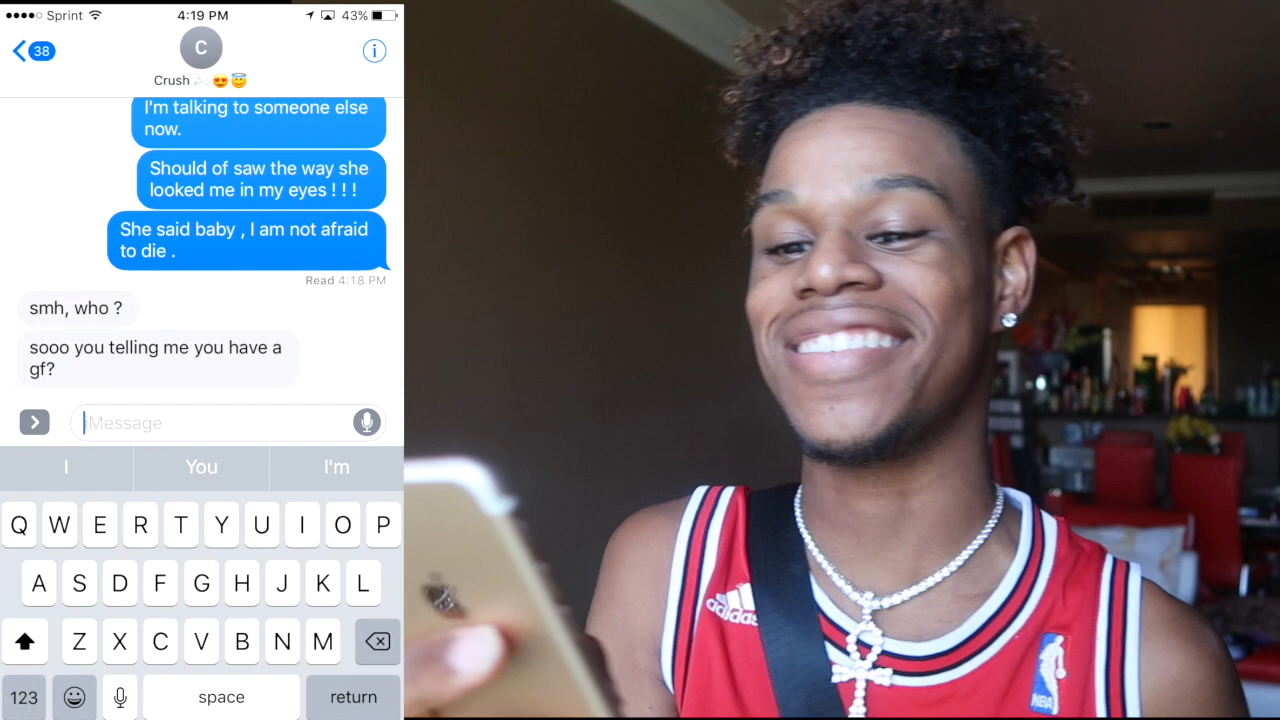 Sprint 4:19 PM 43%
38
C
Crush
I'm talking to someone else
now.
Should of saw the way she
looked me in my eyes ! ! !
She said baby , I am not afraid
to die .
Read 4:18 PM
smh, who ?
sooo you telling me you have a
gf?
Message
I You I'm
Q W E R T Y U I O P
A S D F G H J K L
Z X C V B N M
123 space return
adidas
NBA